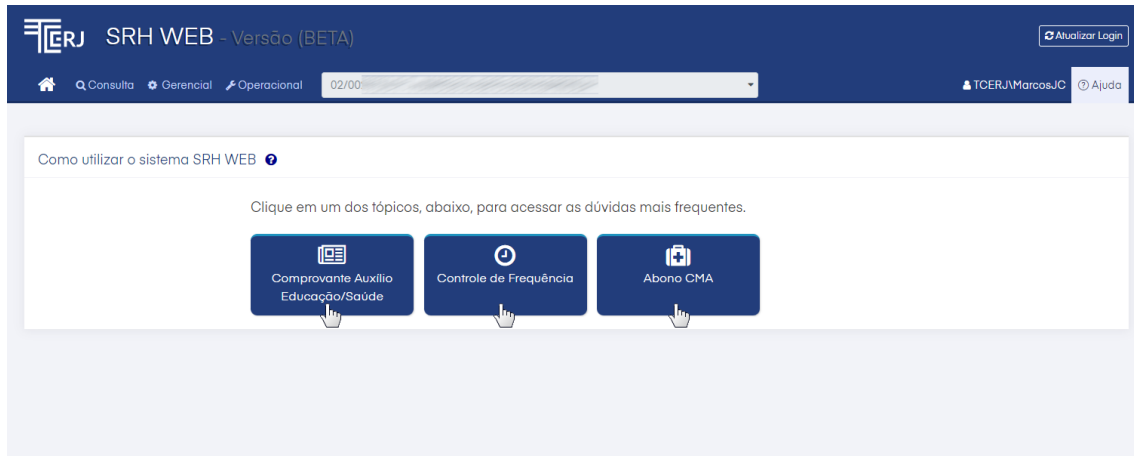 TCERJ SRH WEB - Versão (BETA)
Atualizar Login
Consulta Gerencial Operacional 02/00 TCERJ\MarcosJC Ajuda
Como utilizar o sistema SRH WEB
Clique em um dos tópicos, abaixo, para acessar as dúvidas mais frequentes.
Comprovante Auxílio
Educação/Saúde
Controle de Frequência
Abono CMA